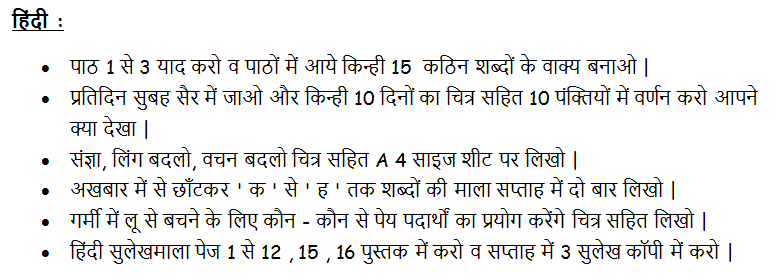 हिंदी :
• पाठ 1 से 3 याद करो व पाठों में आये किन्ही 15 कठिन शब्दों के वाक्य बनाओ |
• प्रतिदिन सुबह सैर में जाओ और किन्ही 10 दिनों का चित्र सहित 10 पंक्तियों में वर्णन करो आपने
क्या देखा |
• संज्ञा, लिंग बदलो, वचन बदलो चित्र सहित A 4 साइज शीट पर लिखो |
• अखबार में से छाँटकर ' क ' से ' ह ' तक शब्दों की माला सप्ताह में दो बार लिखो |
• गर्मी में लू से बचने के लिए कौन - कौन से पेय पदार्थों का प्रयोग करेंगे चित्र सहित लिखो |
• हिंदी सुलेखमाला पेज 1 से 12 , 15 , 16 पुस्तक में करो व सप्ताह में 3 सुलेख कॉपी में करो |